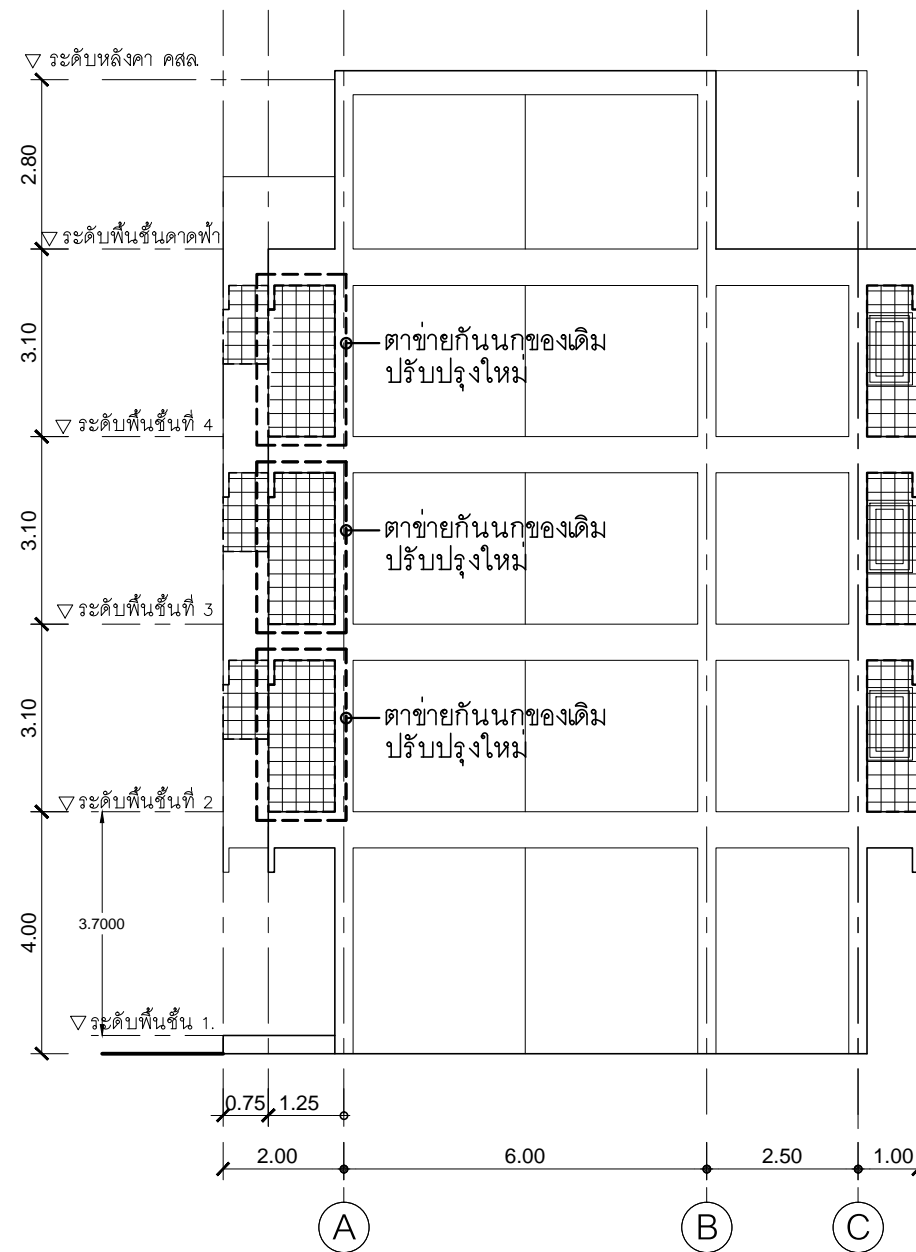 ▽ ระดับหลังคา คสล.
2.80
▽ ระดับพื้นชั้นดาดฟ้า
3.10
ตาข่ายกันนกของเดิม
ปรับปรุงใหม่
▽ ระดับพื้นชั้นที่ 4
3.10
ตาข่ายกันนกของเดิม
ปรับปรุงใหม่
▽ ระดับพื้นชั้นที่ 3
3.10
ตาข่ายกันนกของเดิม
ปรับปรุงใหม่
▽ ระดับพื้นชั้นที่ 2
4.00
3.7000
▽ ระดับพื้นชั้น 1.
0.75 1.25
2.00 6.00 2.50 1.00
A B C